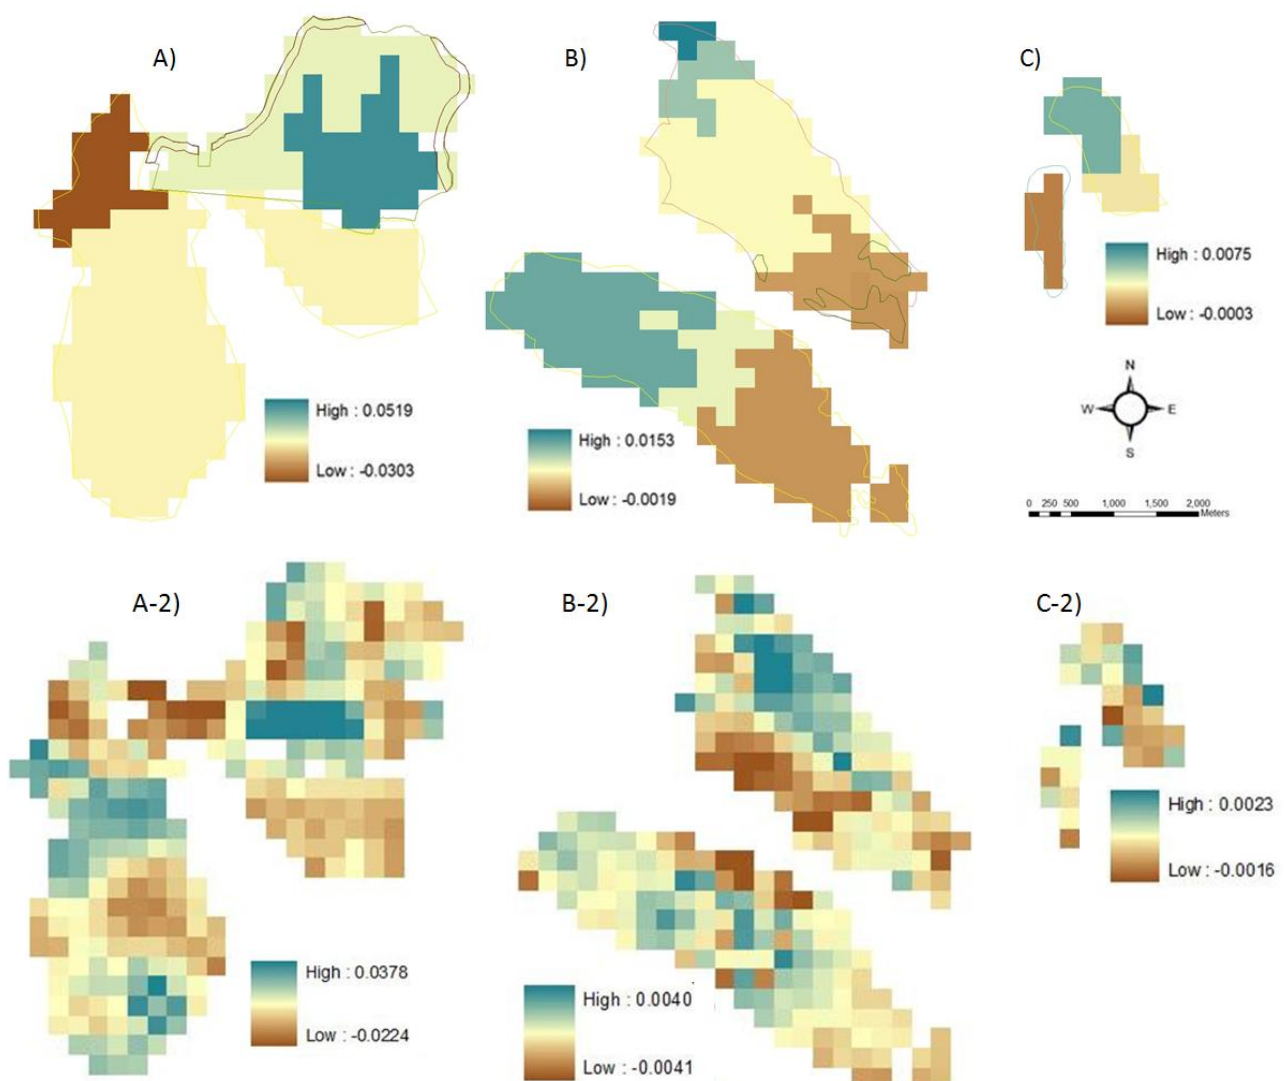 A)
B)
C)
High : 0.0075
Low : -0.0003
N
W E
S
High : 0.0519
Low : -0.0303
High : 0.0153
Low : -0.0019
0 250 500 1,000 1,500 2,000
Meters
A-2)
B-2)
C-2)
High : 0.0023
Low : -0.0016
High : 0.0378
Low : -0.0224
High : 0.0040
Low : -0.0041